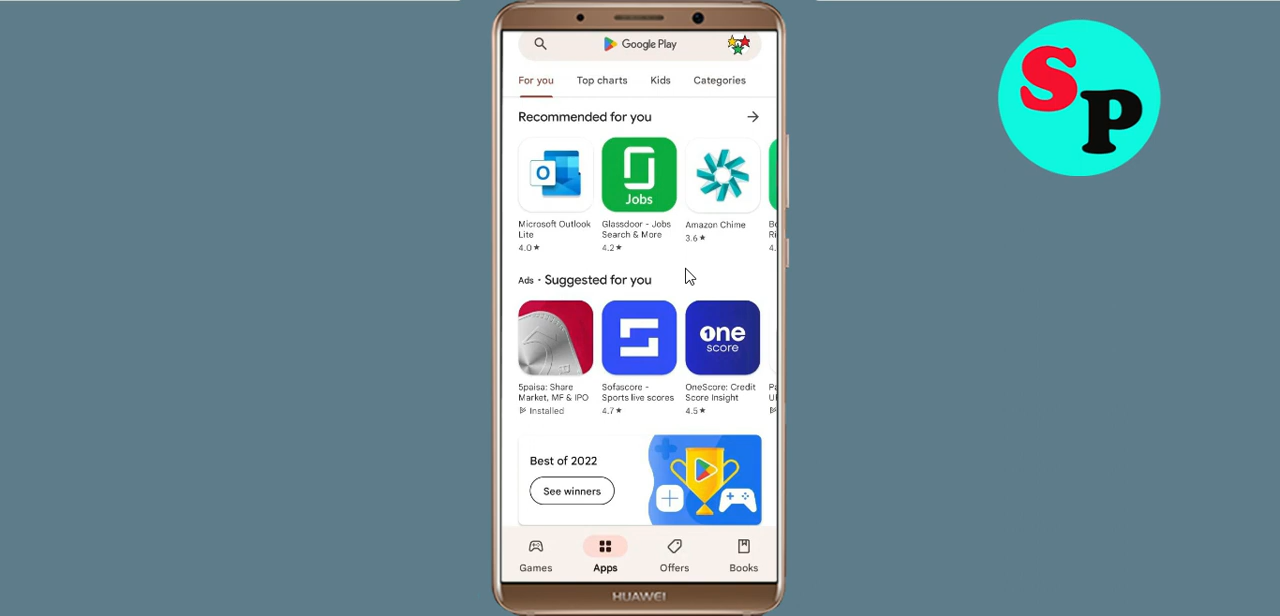 Google Play
For you Top charts Kids Categories
Recommended for you
Jobs
Microsoft Outlook Lite
4.0★
Glassdoor - Jobs Search & More
4.2★
Amazon Chime
3.6★
Ads · Suggested for you
one
score
5paisa: Share Market, MF & IPO
Installed
Sofascore - Sports live scores
4.7★
OneScore: Credit Score Insight
4.5★
Best of 2022
See winners
Games Apps Offers Books
HUAWEI
SP